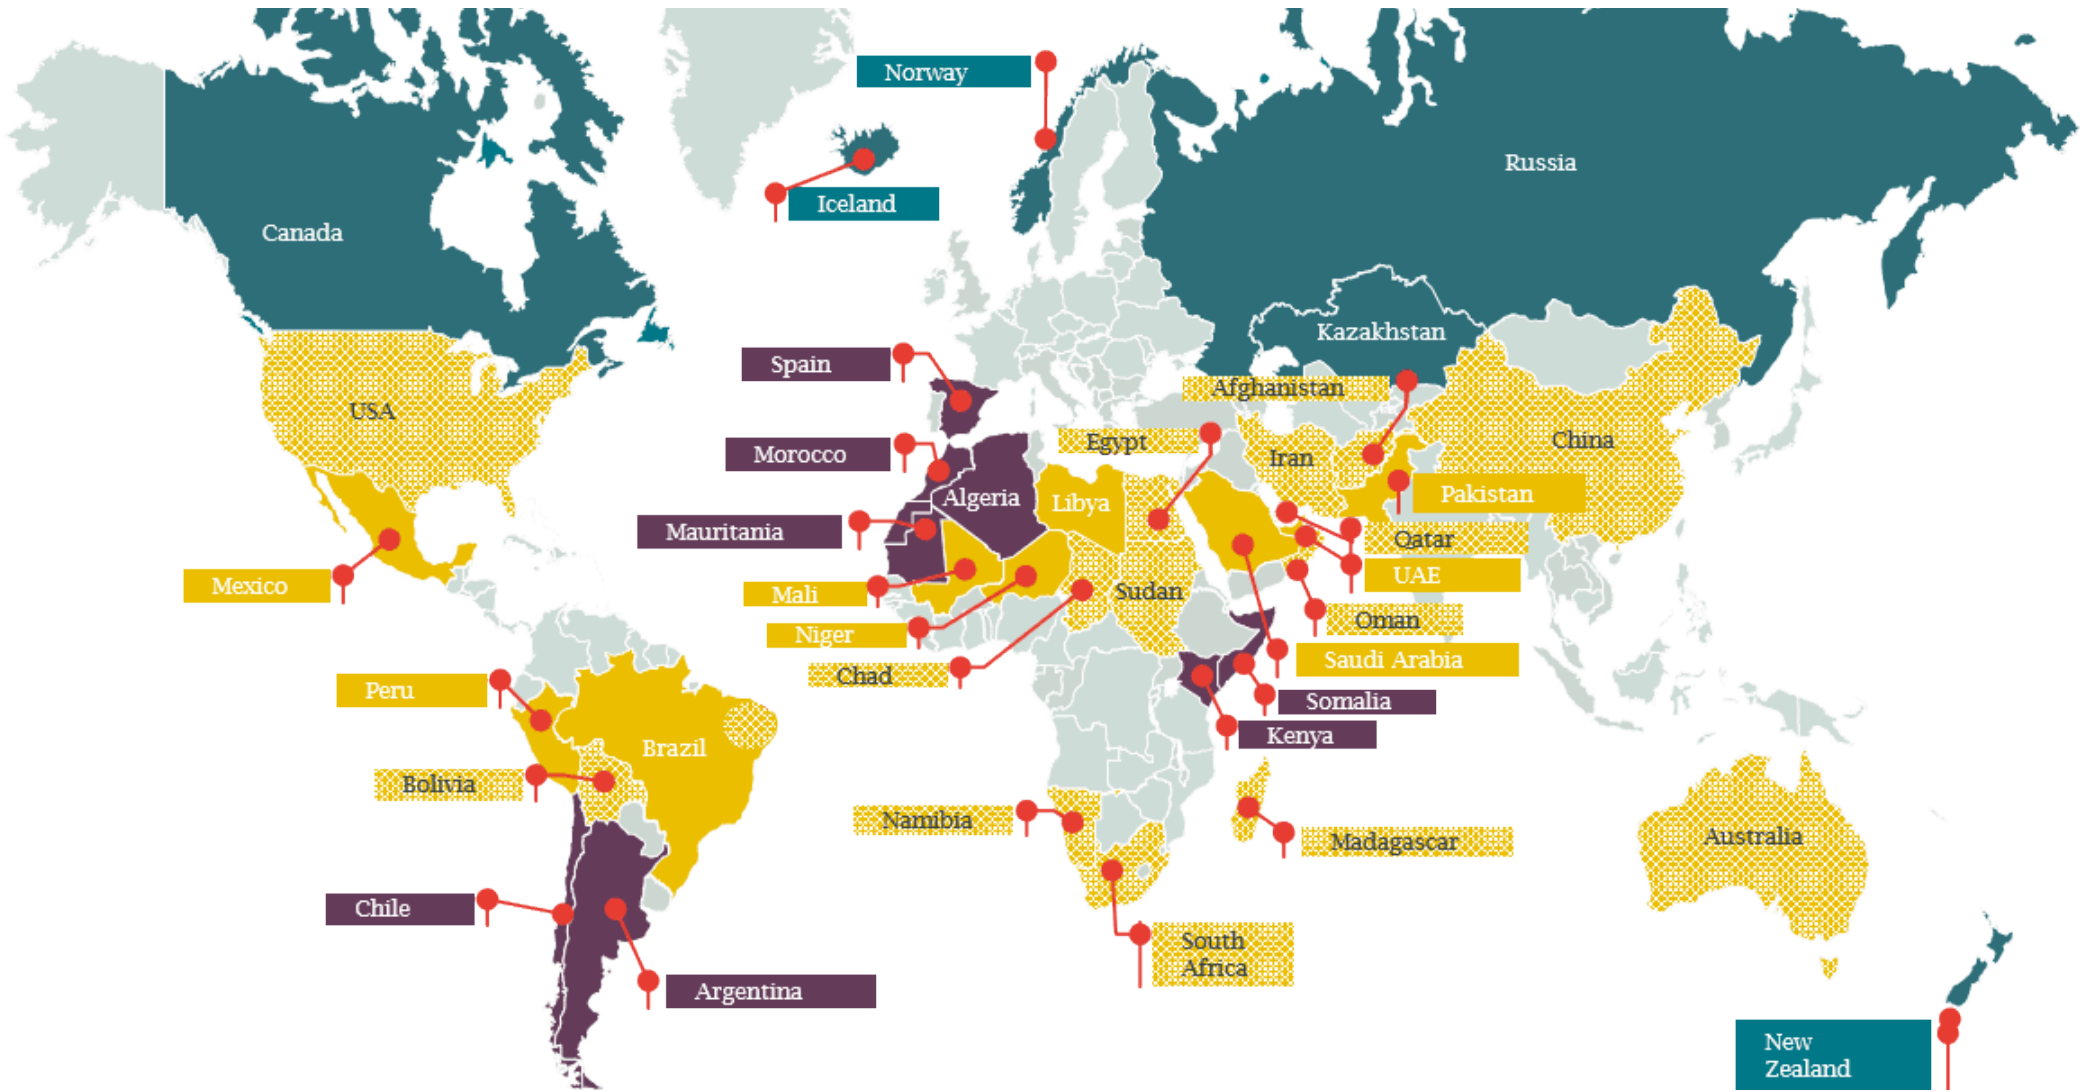 Norway
Russia
Iceland
Canada
Kazakhstan
Spain
Afghanistan
USA
Egypt
China
Morocco
Iran
Algeria
Libya
Pakistan
Mauritania
Qatar
UAE
Mexico
Mali
Sudan
Oman
Niger
Saudi Arabia
Chad
Peru
Somalia
Kenya
Brazil
Bolivia
Namibia
Madagascar
Australia
Chile
South
Africa
Argentina
New
Zealand